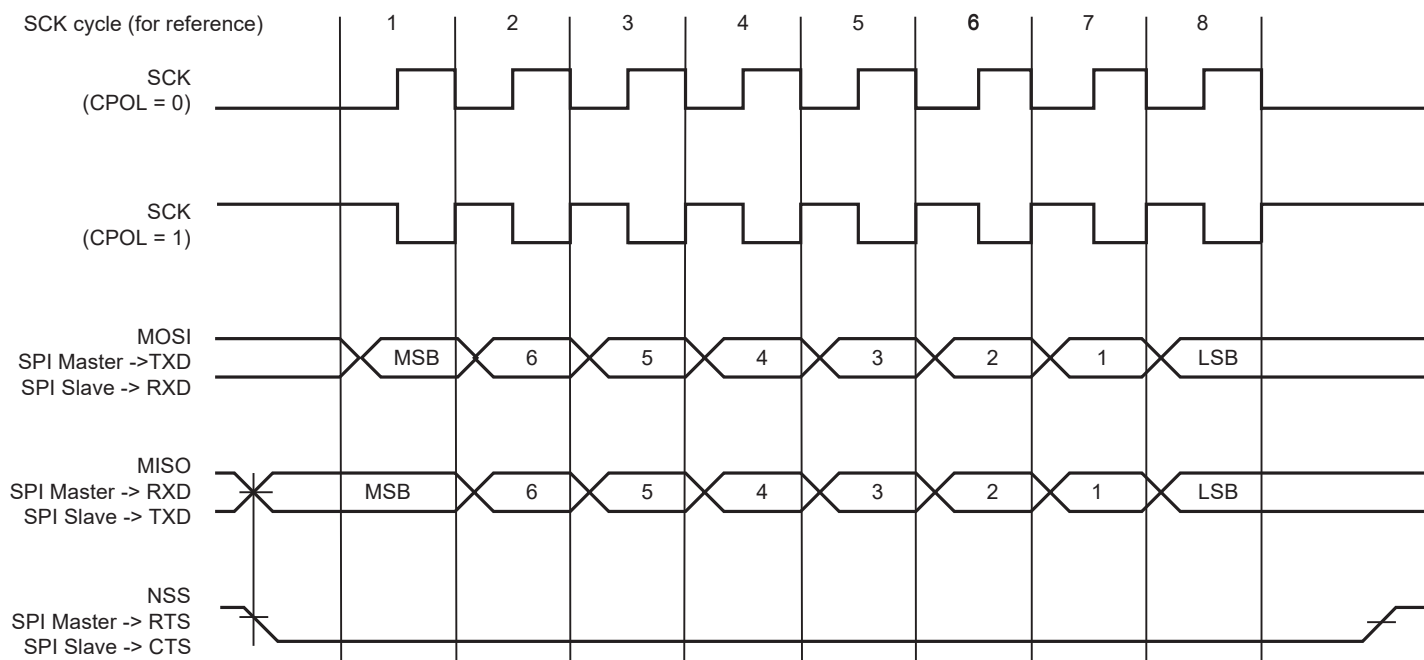 SCK cycle (for reference) 1 2 3 4 5 6 7 8
SCK
(CPOL = 0)
SCK
(CPOL = 1)
MOSI
SPI Master ->TXD
SPI Slave -> RXD
MSB 6 5 4 3 2 1 LSB
MISO
SPI Master -> RXD
SPI Slave -> TXD
MSB 6 5 4 3 2 1 LSB
NSS
SPI Master -> RTS
SPI Slave -> CTS